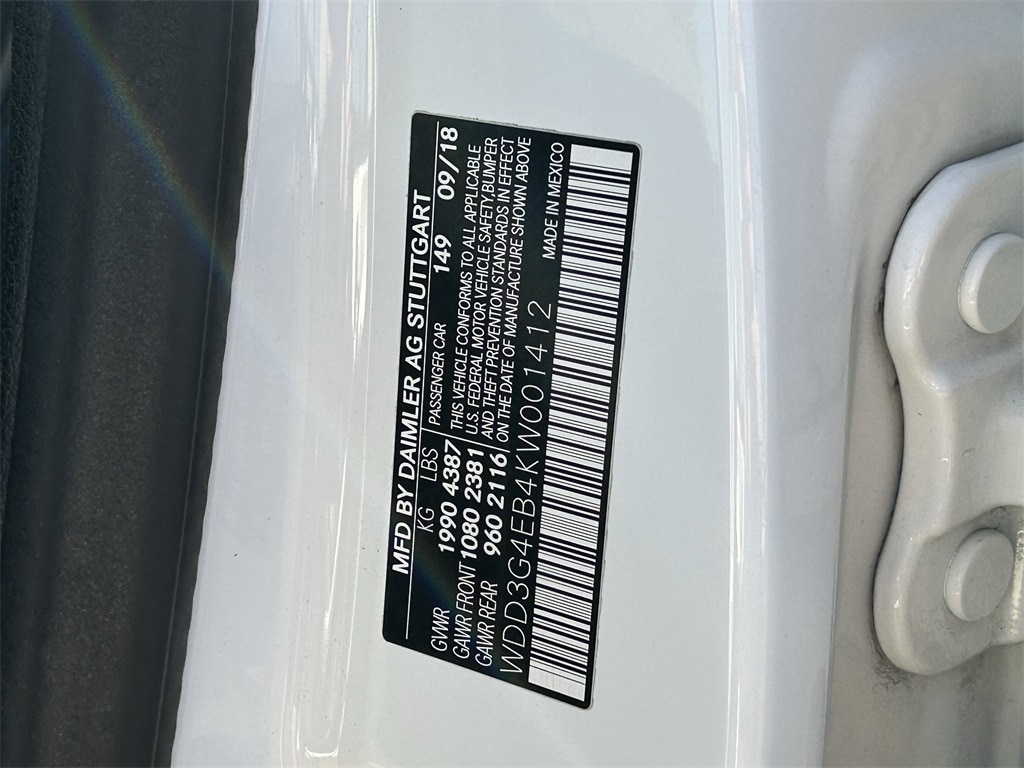 MFD BY DAIMLER AG STUTTGART
KG LBS PASSENGER CAR 149 09/18
GVWR 1990 4387 THIS VEHICLE CONFORMS TO ALL APPLICABLE
GAWR FRONT 1080 2381 U.S. FEDERAL MOTOR VEHICLE SAFETY,BUMPER
GAWR REAR 960 2116 AND THEFT PREVENTION STANDARDS IN EFFECT
ON THE DATE OF MANUFACTURE SHOWN ABOVE
WDD3G4EB4KW001412 MADE IN MEXICO